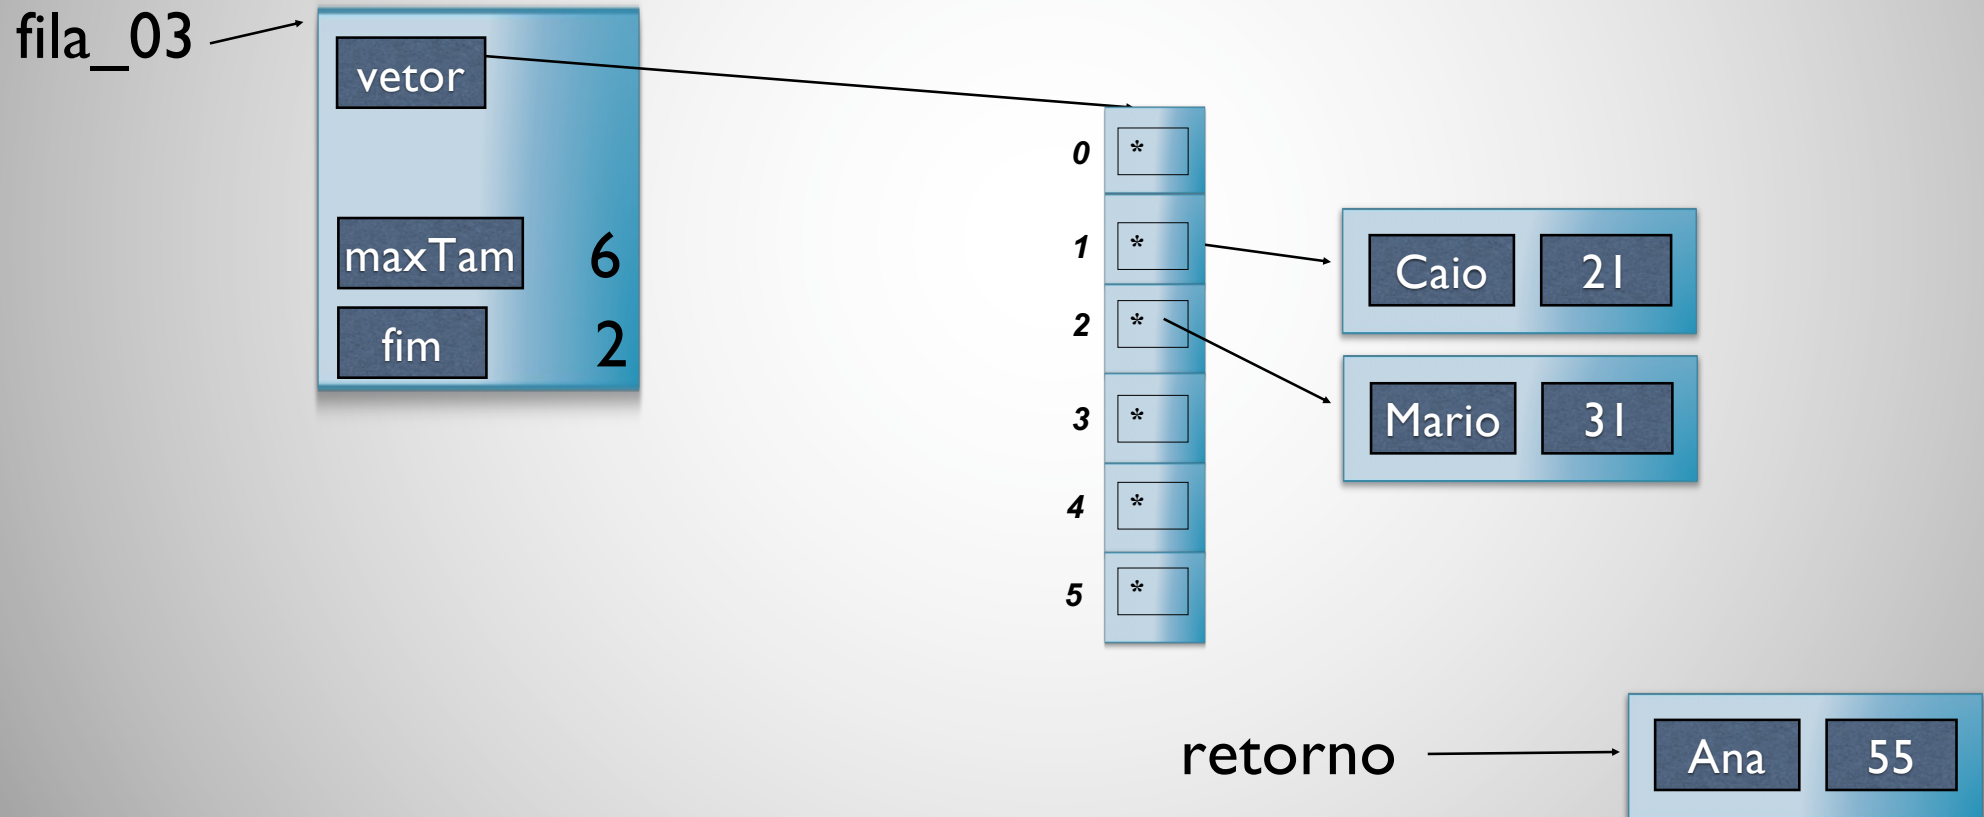 fila_03
vetor
maxTam 6
fim 2
0 *
1 *
2 *
3 *
4 *
5 *
Caio 21
Mario 31
retorno
Ana 55